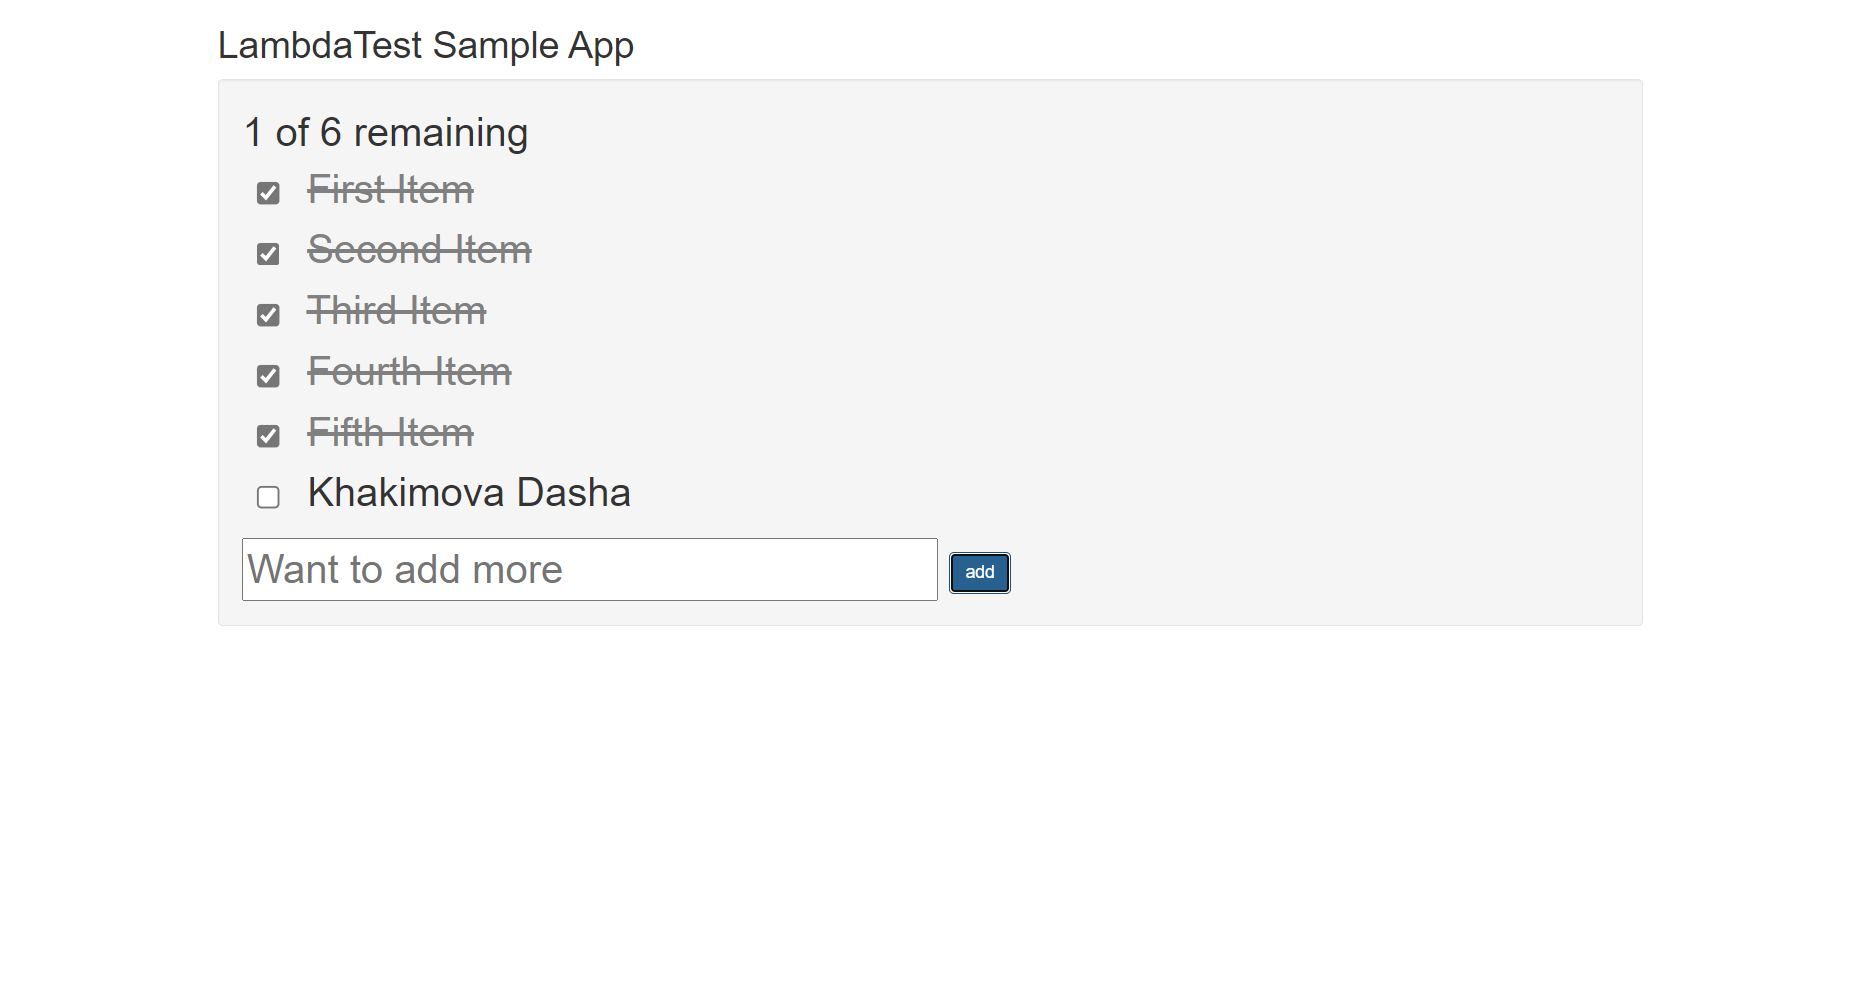 LambdaTest Sample App
1 of 6 remaining
First Item
Second Item
Third Item
Fourth Item
Fifth Item
Khakimova Dasha
Want to add more
add